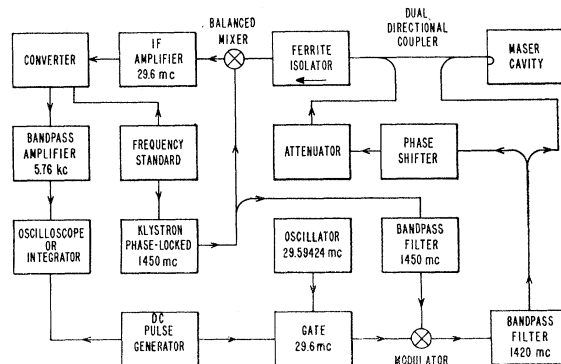 DUAL
DIRECTIONAL
COUPLER
BALANCED
MIXER
CONVERTER
IF
AMPLIFIER
29.6 mc
FERRITE
ISOLATOR
MASER
CAVITY
BANDPASS
AMPLIFIER
5.76 kc
FREQUENCY
STANDARD
ATTENUATOR
PHASE
SHIFTER
OSCILLOSCOPE
OR
INTEGRATOR
KLYSTRON
PHASE-LOCKED
1450 mc
OSCILLATOR
29.59424 mc
BANDPASS
FILTER
1450 mc
DC
PULSE
GENERATOR
GATE
29.6 mc
MODULATOR
BANDPASS
FILTER
1420 mc